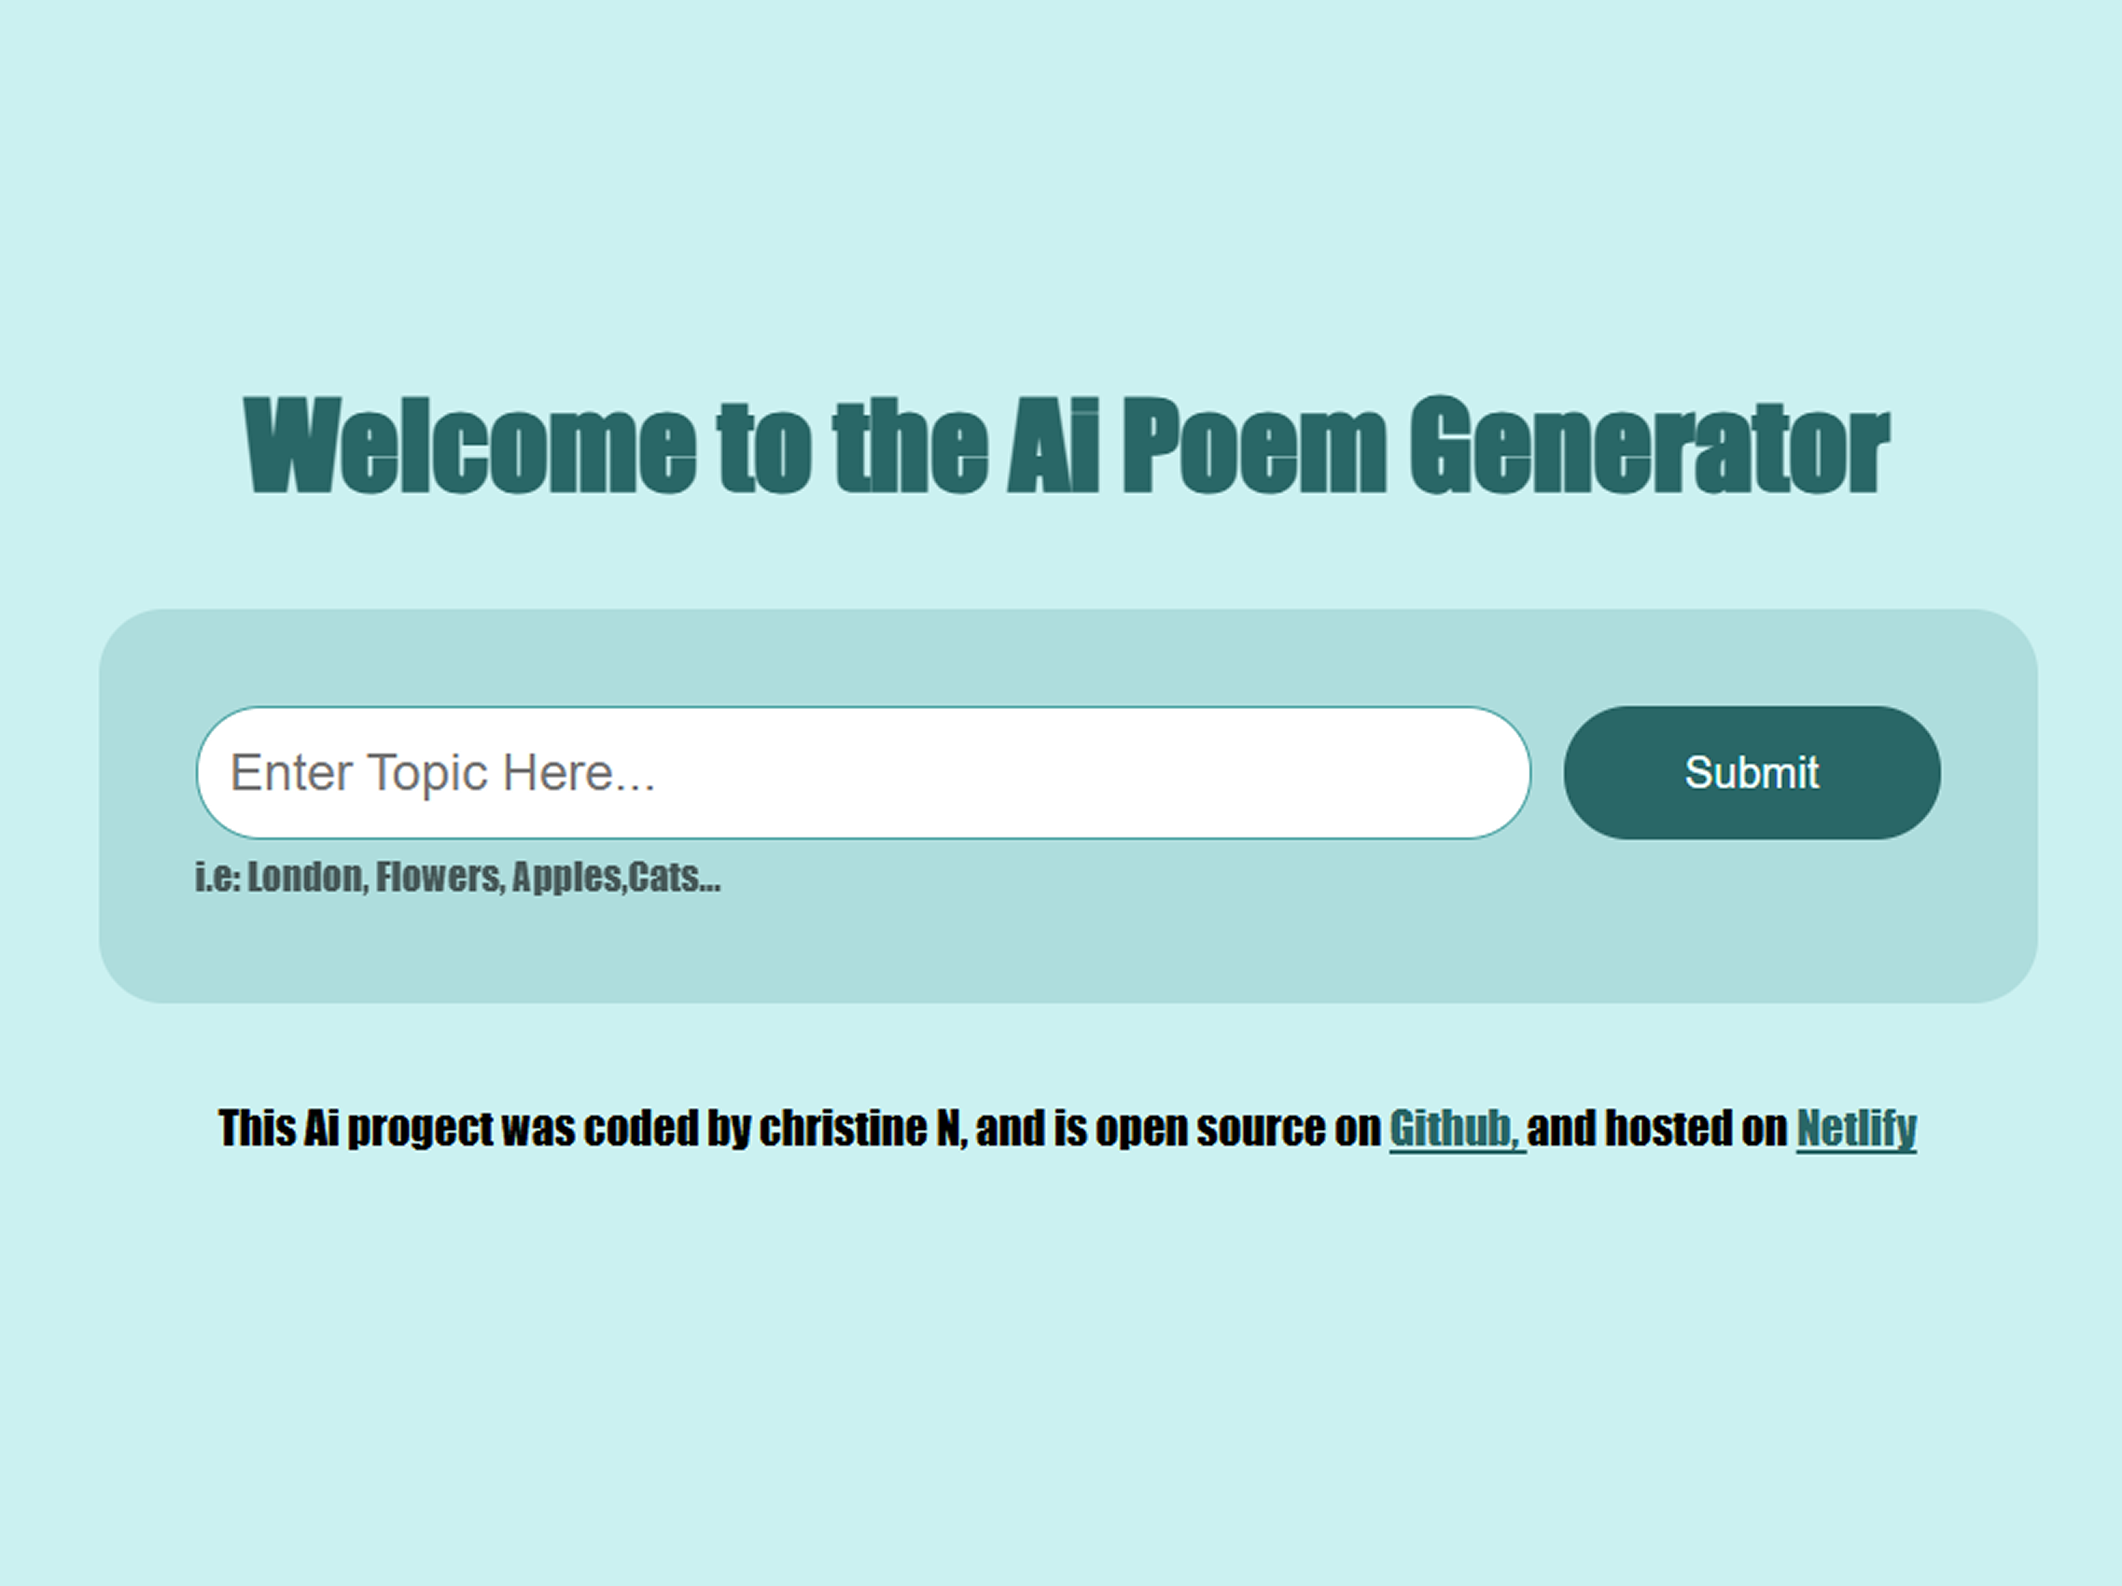 Welcome to the Ai Poem Generator
Enter Topic Here...
Submit
i.e: London, Flowers, Apples,Cats...
This Ai progect was coded by christine N, and is open source on Github, and hosted on Netlify